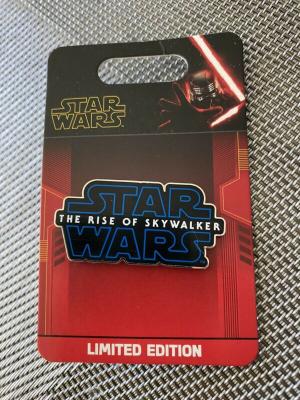 STAR
WARS
STAR
THE RISE OF SKYWALKER
WARS
LIMITED EDITION